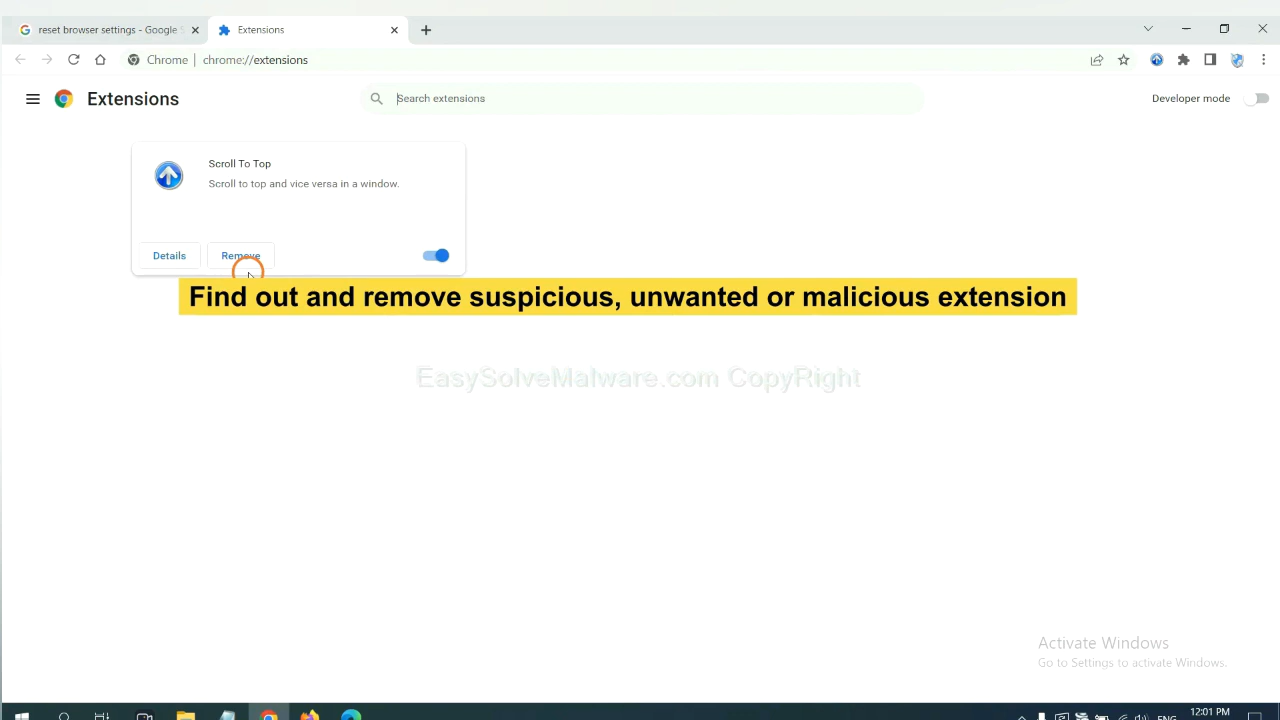 reset browser settings - Google
Extensions
Chrome
chrome://extensions
Extensions
Search extensions
Developer mode
Scroll To Top
Scroll to top and vice versa in a window.
Details
Remove
Find out and remove suspicious, unwanted or malicious extension
EasySolveMalware.com CopyRight
Activate Windows
Go to Settings to activate Windows.
12:01 PM
ENG